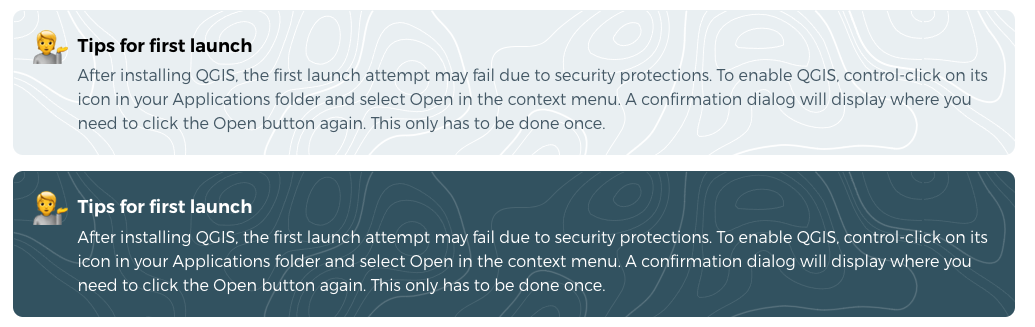 Tips for first launch
After installing QGIS, the first launch attempt may fail due to security protections. To enable QGIS, control-click on its
icon in your Applications folder and select Open in the context menu. A confirmation dialog will display where you
need to click the Open button again. This only has to be done once.
Tips for first launch
After installing QGIS, the first launch attempt may fail due to security protections. To enable QGIS, control-click on its
icon in your Applications folder and select Open in the context menu. A confirmation dialog will display where you
need to click the Open button again. This only has to be done once.